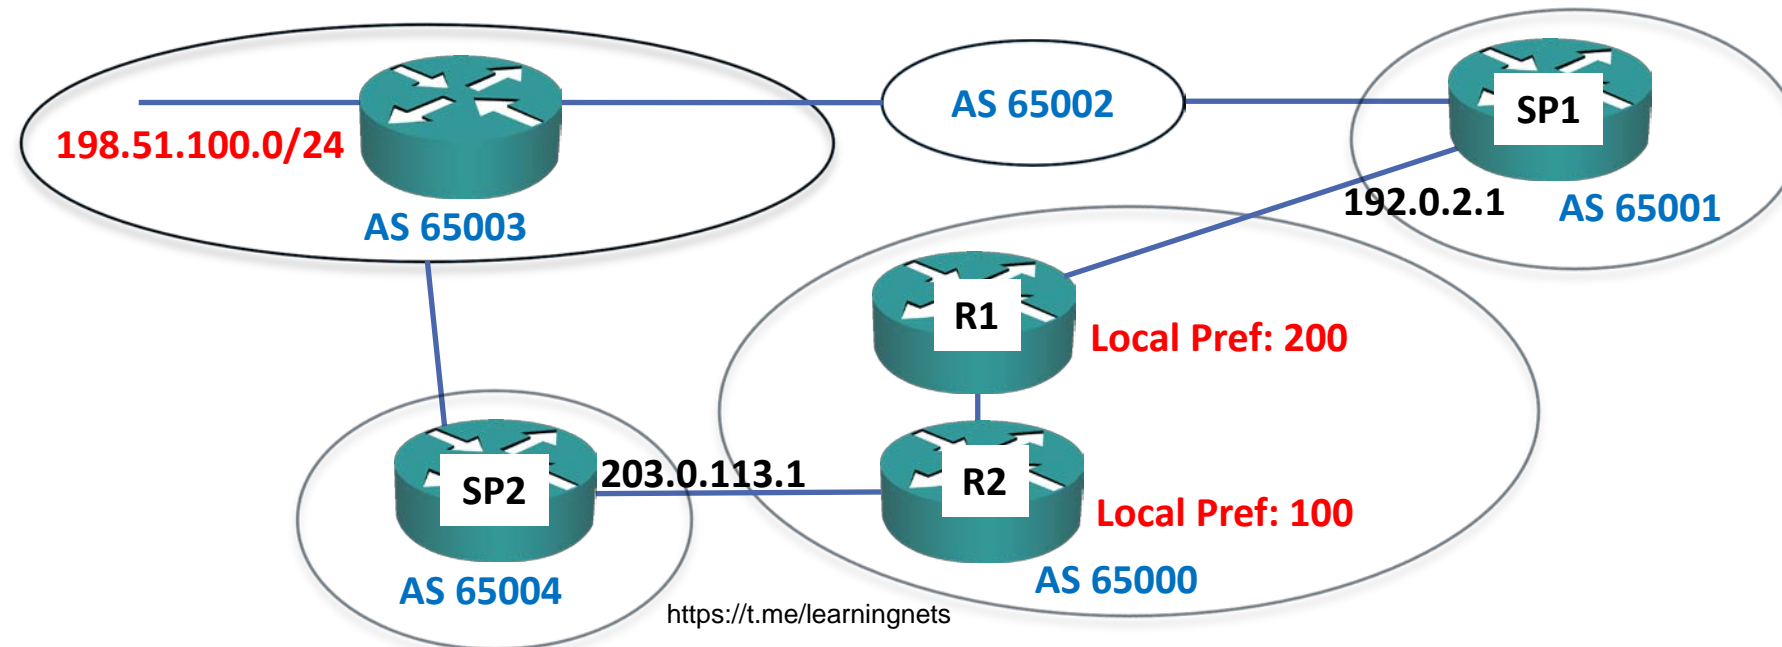 AS 65002
SP1
198.51.100.0/24
192.0.2.1
AS 65001
AS 65003
R1
Local Pref: 200
SP2
203.0.113.1
R2
Local Pref: 100
AS 65004
AS 65000
https://t.me/learningnets